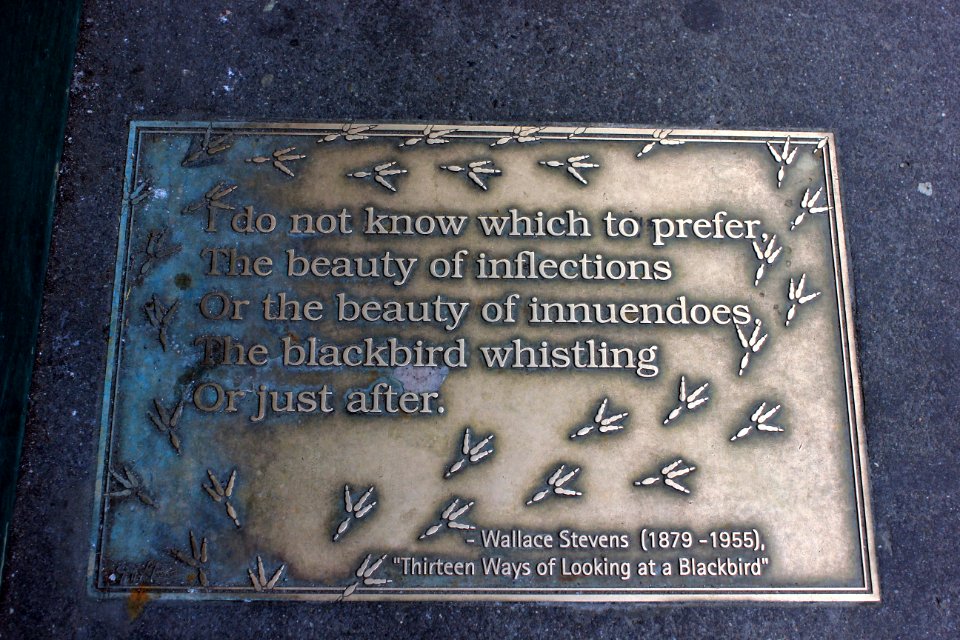 I do not know which to prefer,
The beauty of inflections
Or the beauty of innuendoes,
The blackbird whistling
Or just after.
- Wallace Stevens (1879 - 1955),
"Thirteen Ways of Looking at a Blackbird"